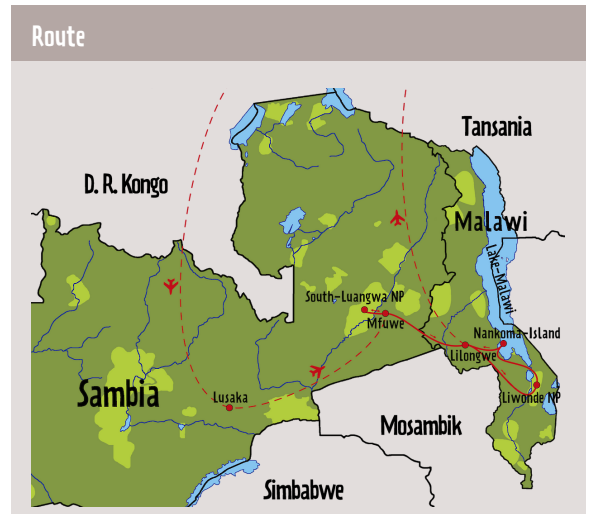 Route
Tansania
D. R. Kongo
Malawi
Lake-Malawi
South-Luangwa NP
Mfuwe
Nankoma-Island
Lilongwe
Sambia
Lusaka
Liwonde NP
Mosambik
Simbabwe